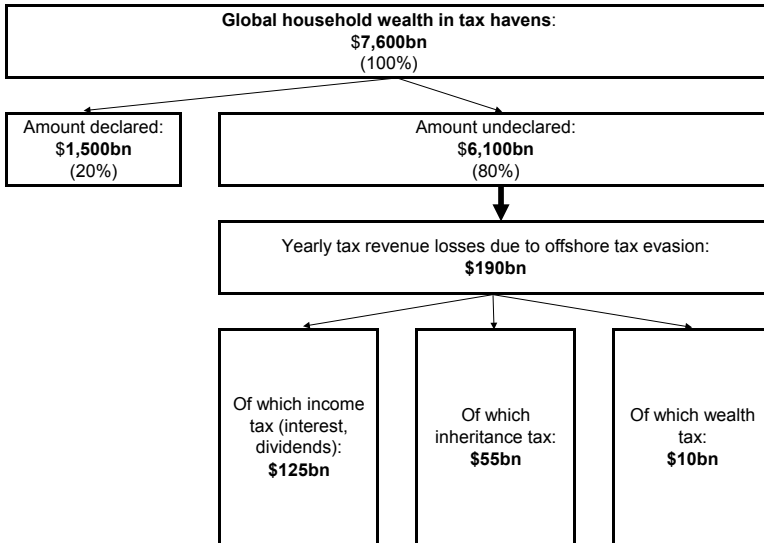 Global household wealth in tax havens:
$7,600bn
(100%)
Amount declared:
$1,500bn
(20%)
Amount undeclared:
$6,100bn
(80%)
Yearly tax revenue losses due to offshore tax evasion:
$190bn
Of which income
tax (interest,
dividends):
$125bn
Of which
inheritance tax:
$55bn
Of which wealth
tax:
$10bn